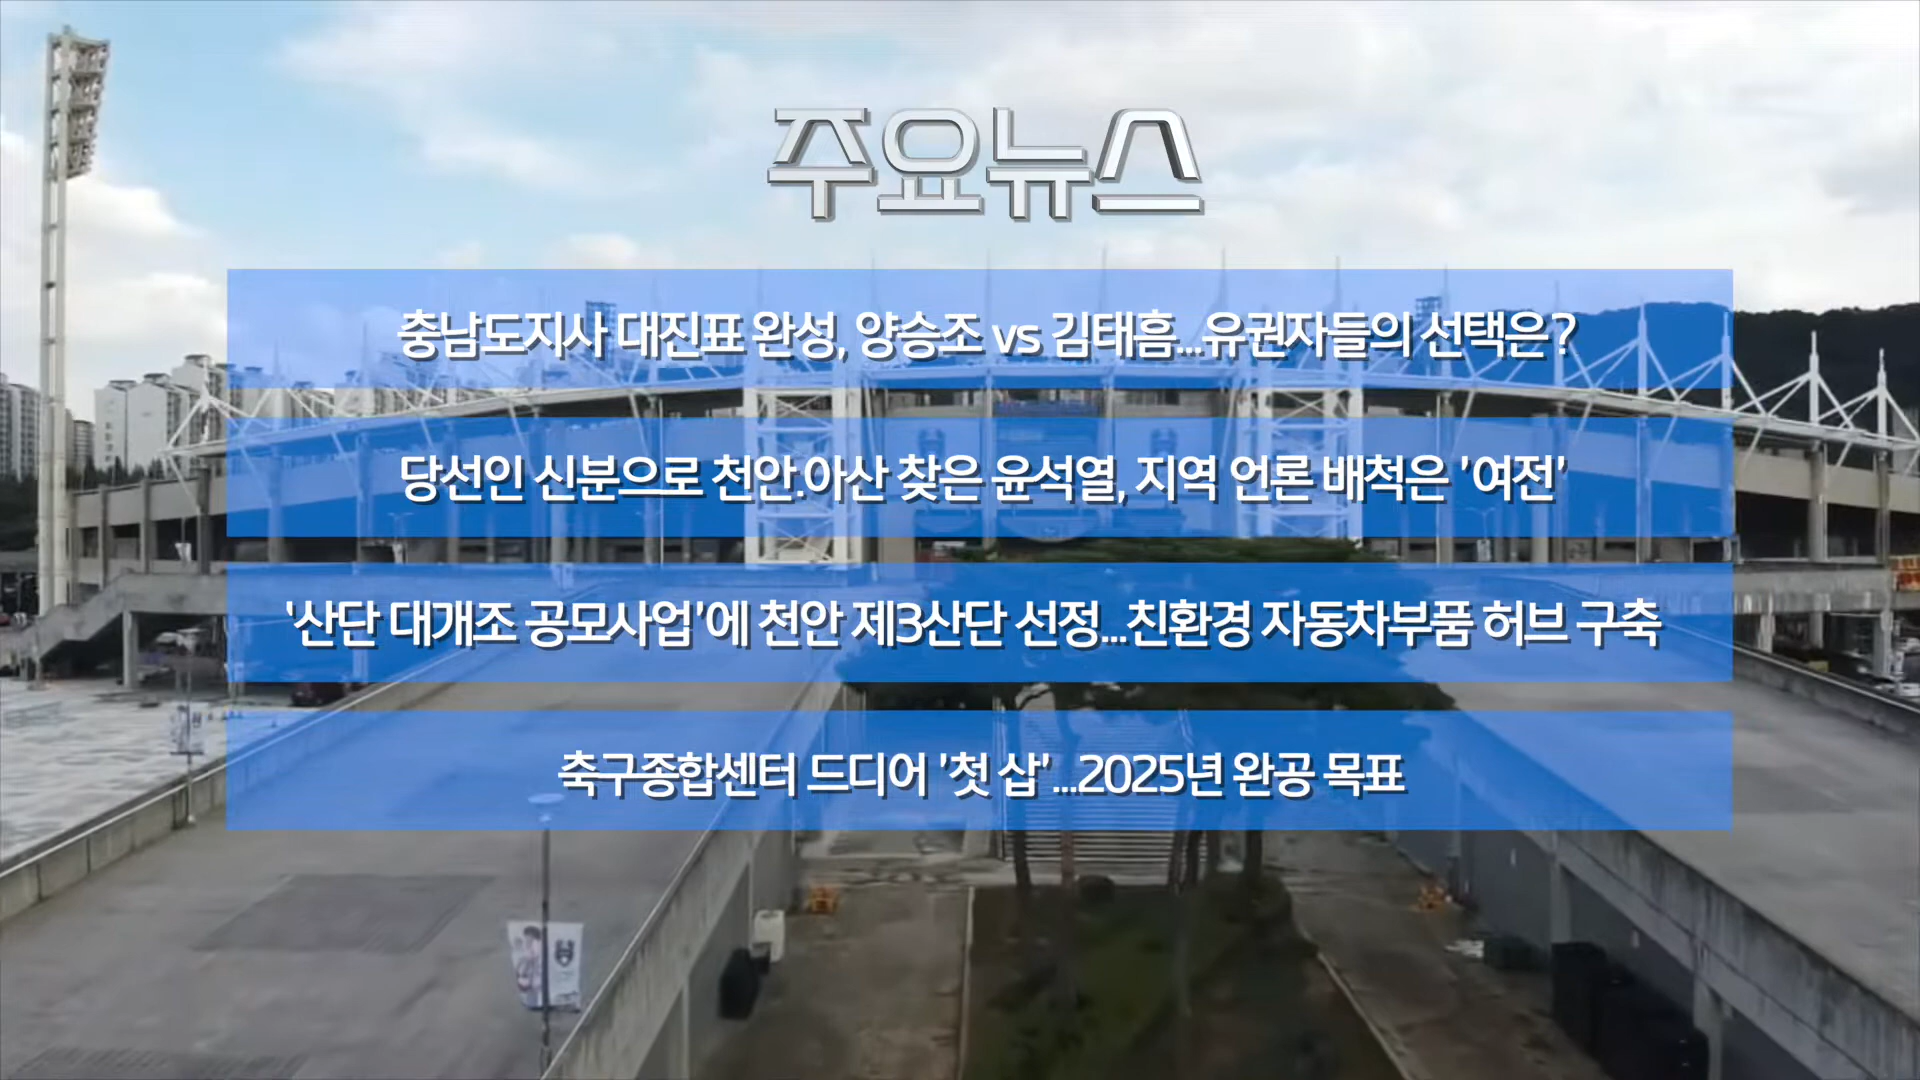 주요뉴스
충남도지사 대진표 완성, 양승조 vs 김태흠...유권자들의 선택은?
당선인 신분으로 천안.아산 찾은 윤석열, 지역 언론 배척은 '여전'
'산단 대개조 공모사업'에 천안 제3산단 선정...친환경 자동차부품 허브 구축
축구종합센터 드디어 '첫 삽'...2025년 완공 목표